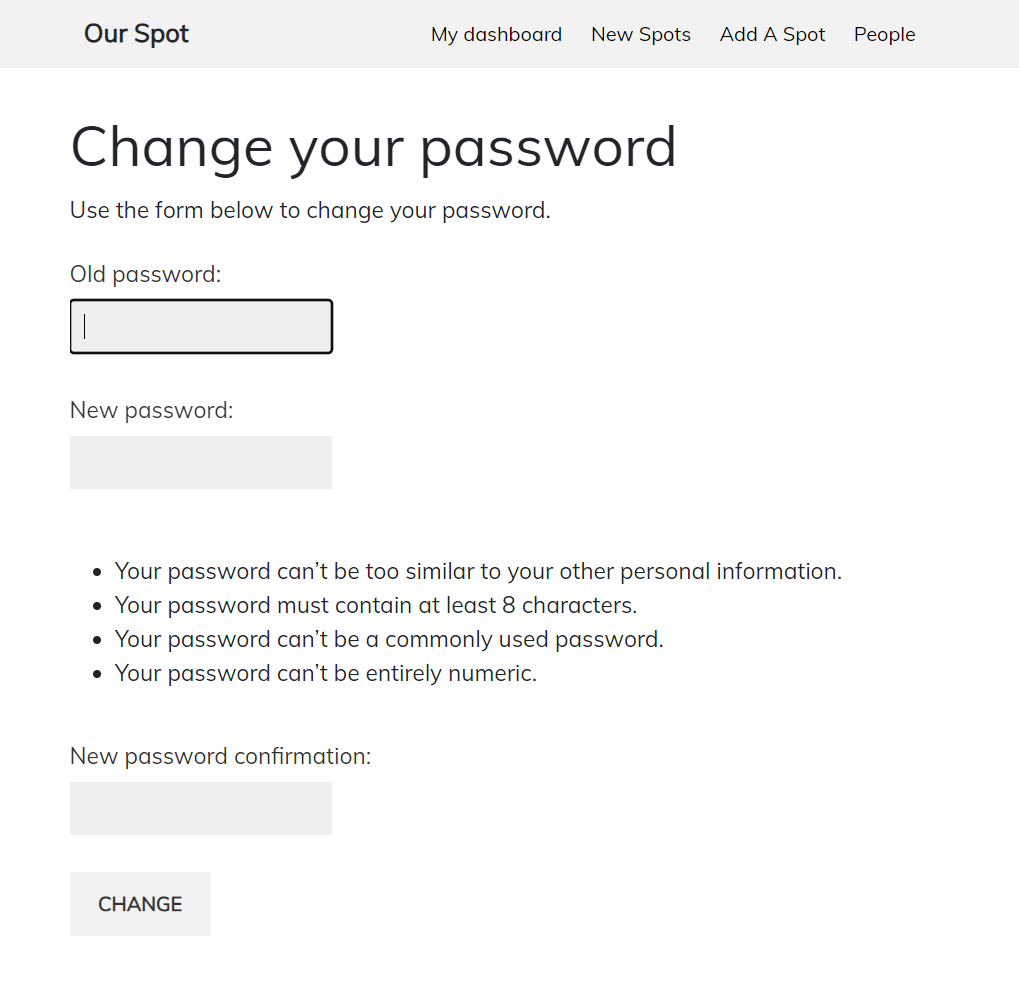 Our Spot
My dashboard New Spots Add A Spot People
Change your password
Use the form below to change your password.
Old password:
New password:
• Your password can’t be too similar to your other personal information.
• Your password must contain at least 8 characters.
• Your password can’t be a commonly used password.
• Your password can’t be entirely numeric.
New password confirmation:
CHANGE